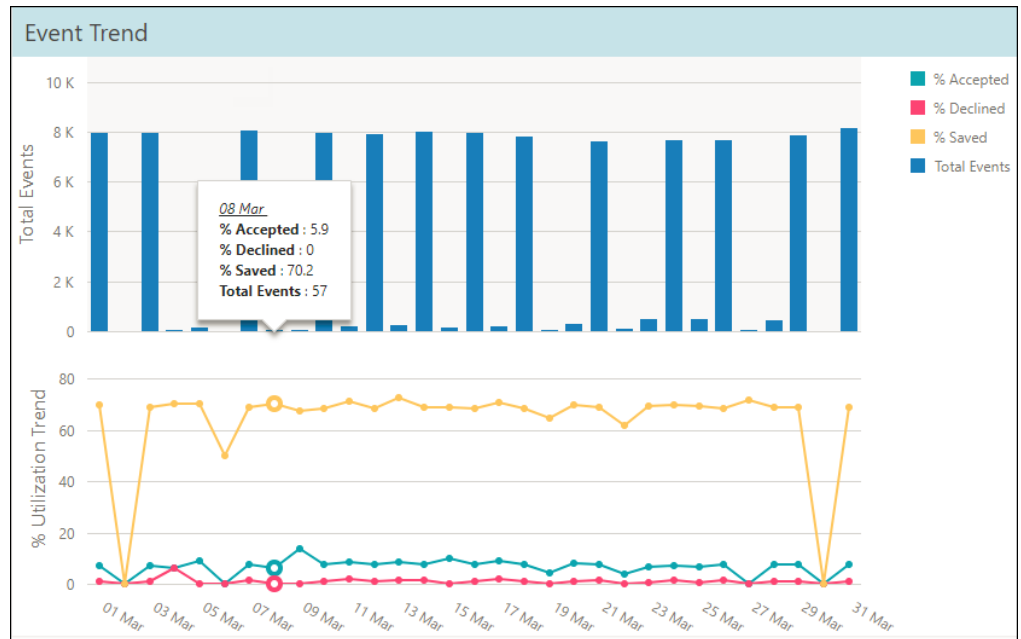 Event Trend
10 K
8 K
6 K
4 K
2 K
0
Total Events
08 Mar
% Accepted : 5.9
% Declined : 0
% Saved : 70.2
Total Events : 57
% Accepted
% Declined
% Saved
Total Events
80
60
40
20
0
% Utilization Trend
01 Mar
03 Mar
05 Mar
07 Mar
09 Mar
11 Mar
13 Mar
15 Mar
17 Mar
19 Mar
21 Mar
23 Mar
25 Mar
27 Mar
29 Mar
31 Mar